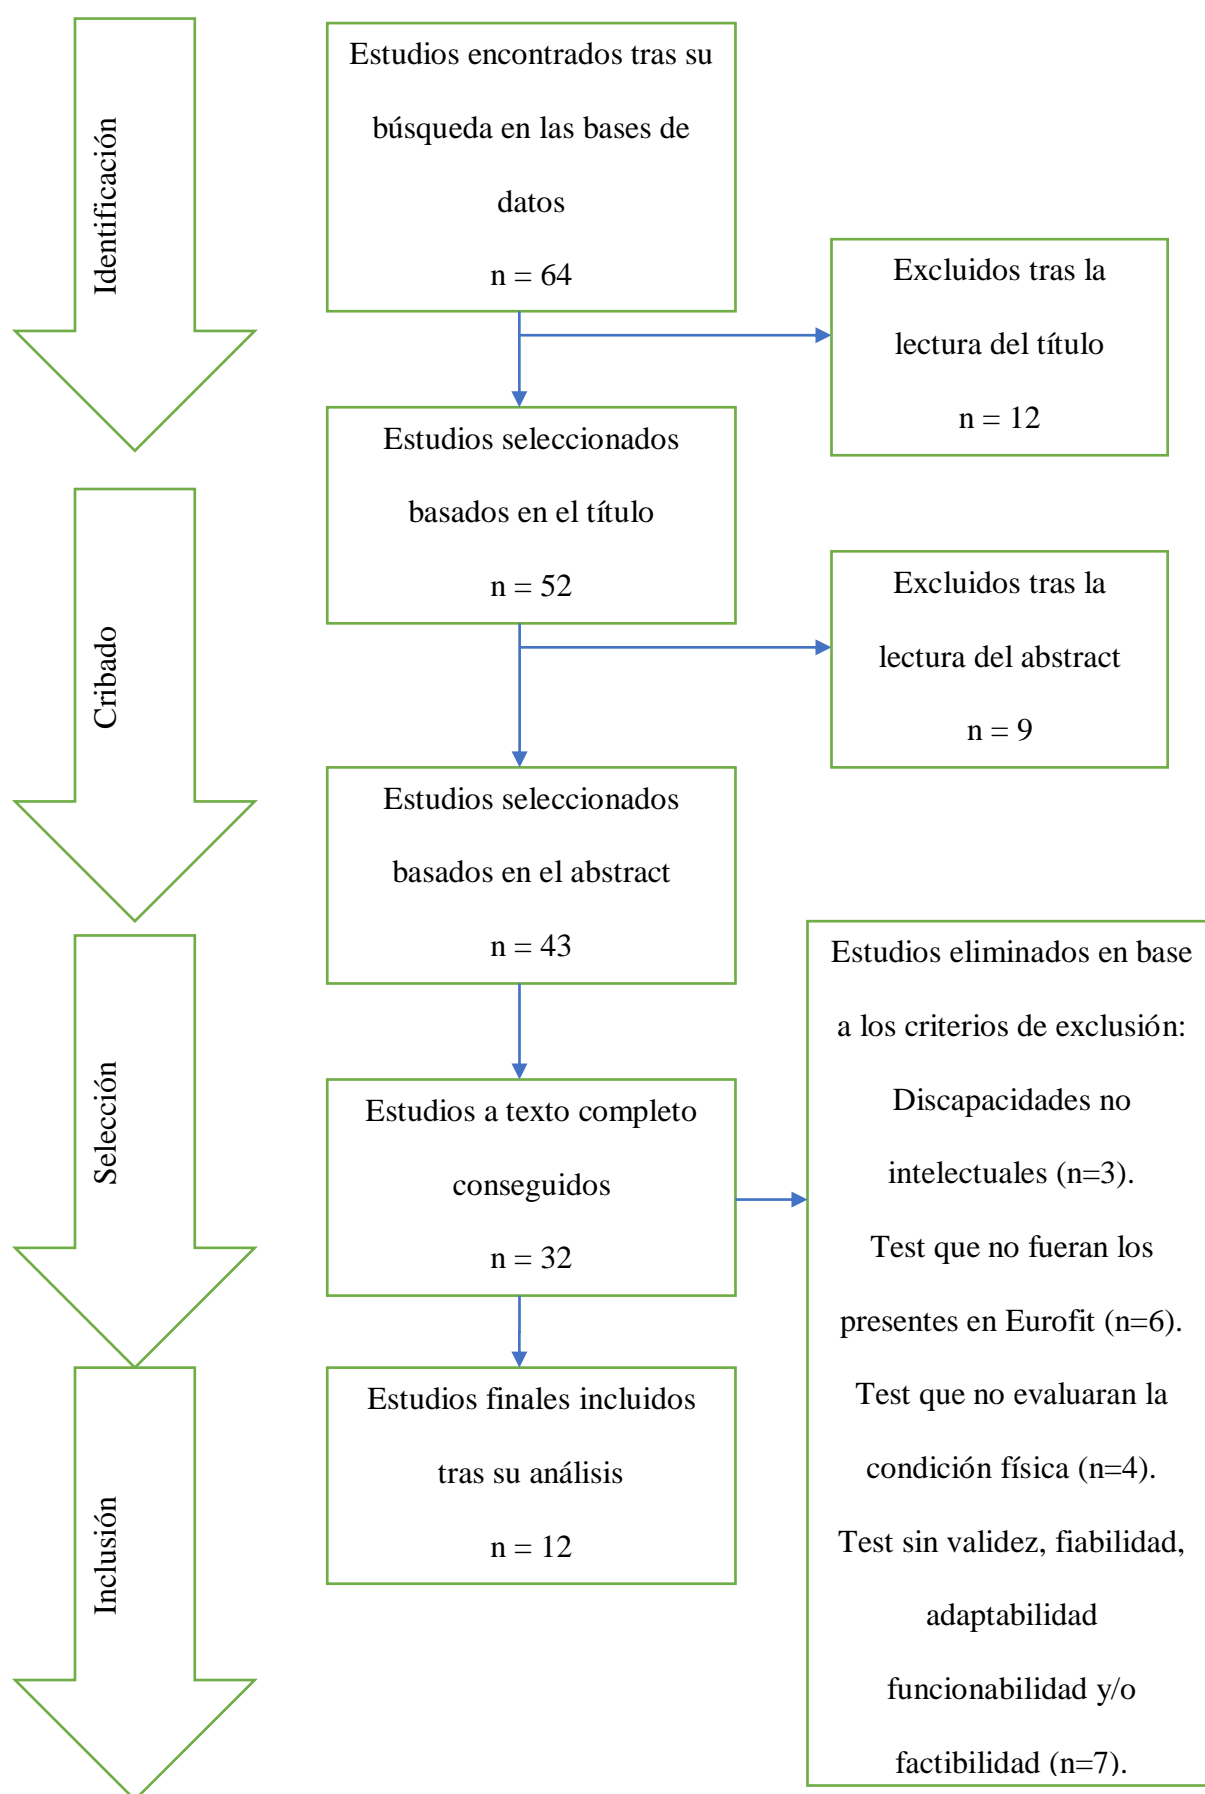 Identificación
Estudios encontrados tras su
búsqueda en las bases de
datos
n = 64
Excluidos tras la
lectura del título
n = 12
Cribado
Estudios seleccionados
basados en el título
n = 52
Excluidos tras la
lectura del abstract
n = 9
Estudios seleccionados
basados en el abstract
n = 43
Selección
Estudios a texto completo
conseguidos
n = 32
Estudios eliminados en base
a los criterios de exclusión:
Discapacidades no
intelectuales (n=3).
Test que no fueran los
presentes en Eurofit (n=6).
Test que no evaluaran la
condición física (n=4).
Test sin validez, fiabilidad,
adaptabilidad
funcionabilidad y/o
factibilidad (n=7).
Inclusión
Estudios finales incluidos
tras su análisis
n = 12